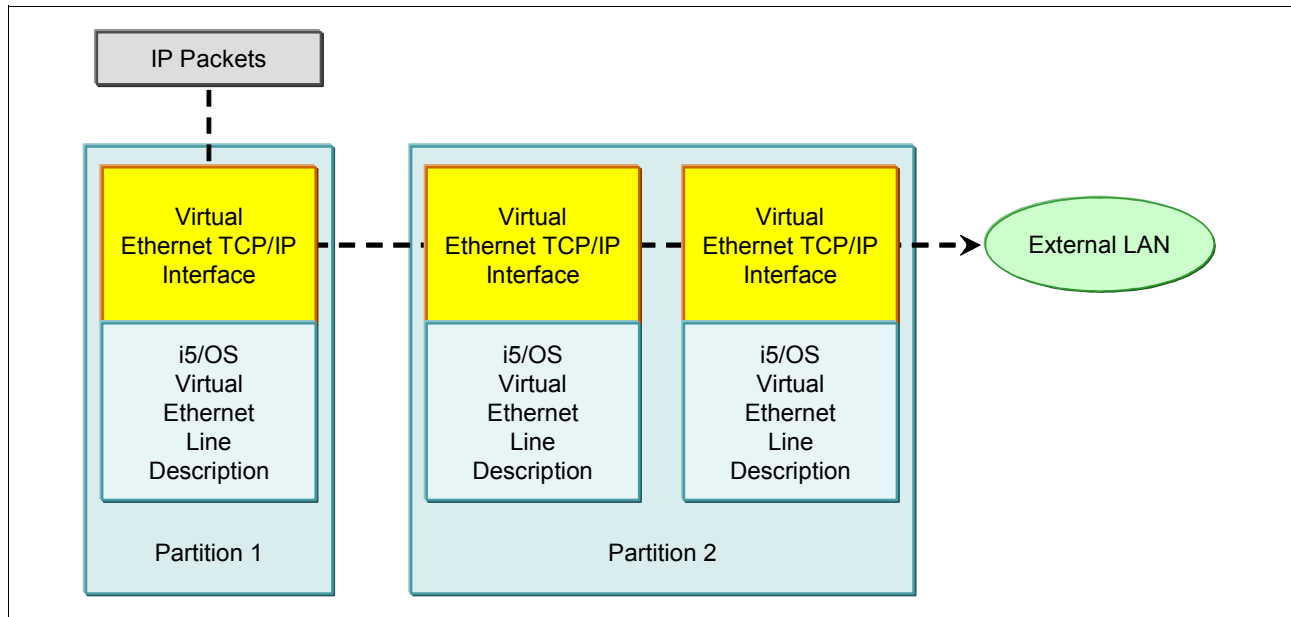 IP Packets
Virtual
Ethernet TCP/IP
Interface
i5/OS
Virtual
Ethernet
Line
Description
Partition 1
Virtual
Ethernet TCP/IP
Interface
i5/OS
Virtual
Ethernet
Line
Description
Virtual
Ethernet TCP/IP
Interface
i5/OS
Virtual
Ethernet
Line
Description
Partition 2
External LAN